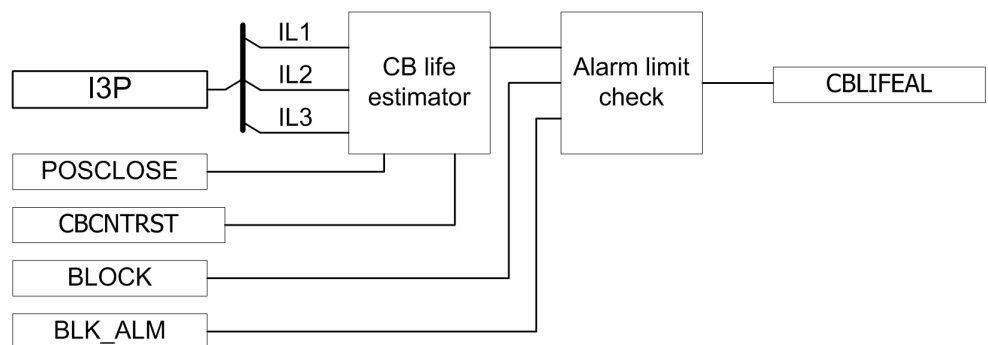 IL1
I3P
IL2
IL3
CB life
estimator
Alarm limit
check
CBLIFEAL
POSCLOSE
CBCNTRST
BLOCK
BLK_ALM